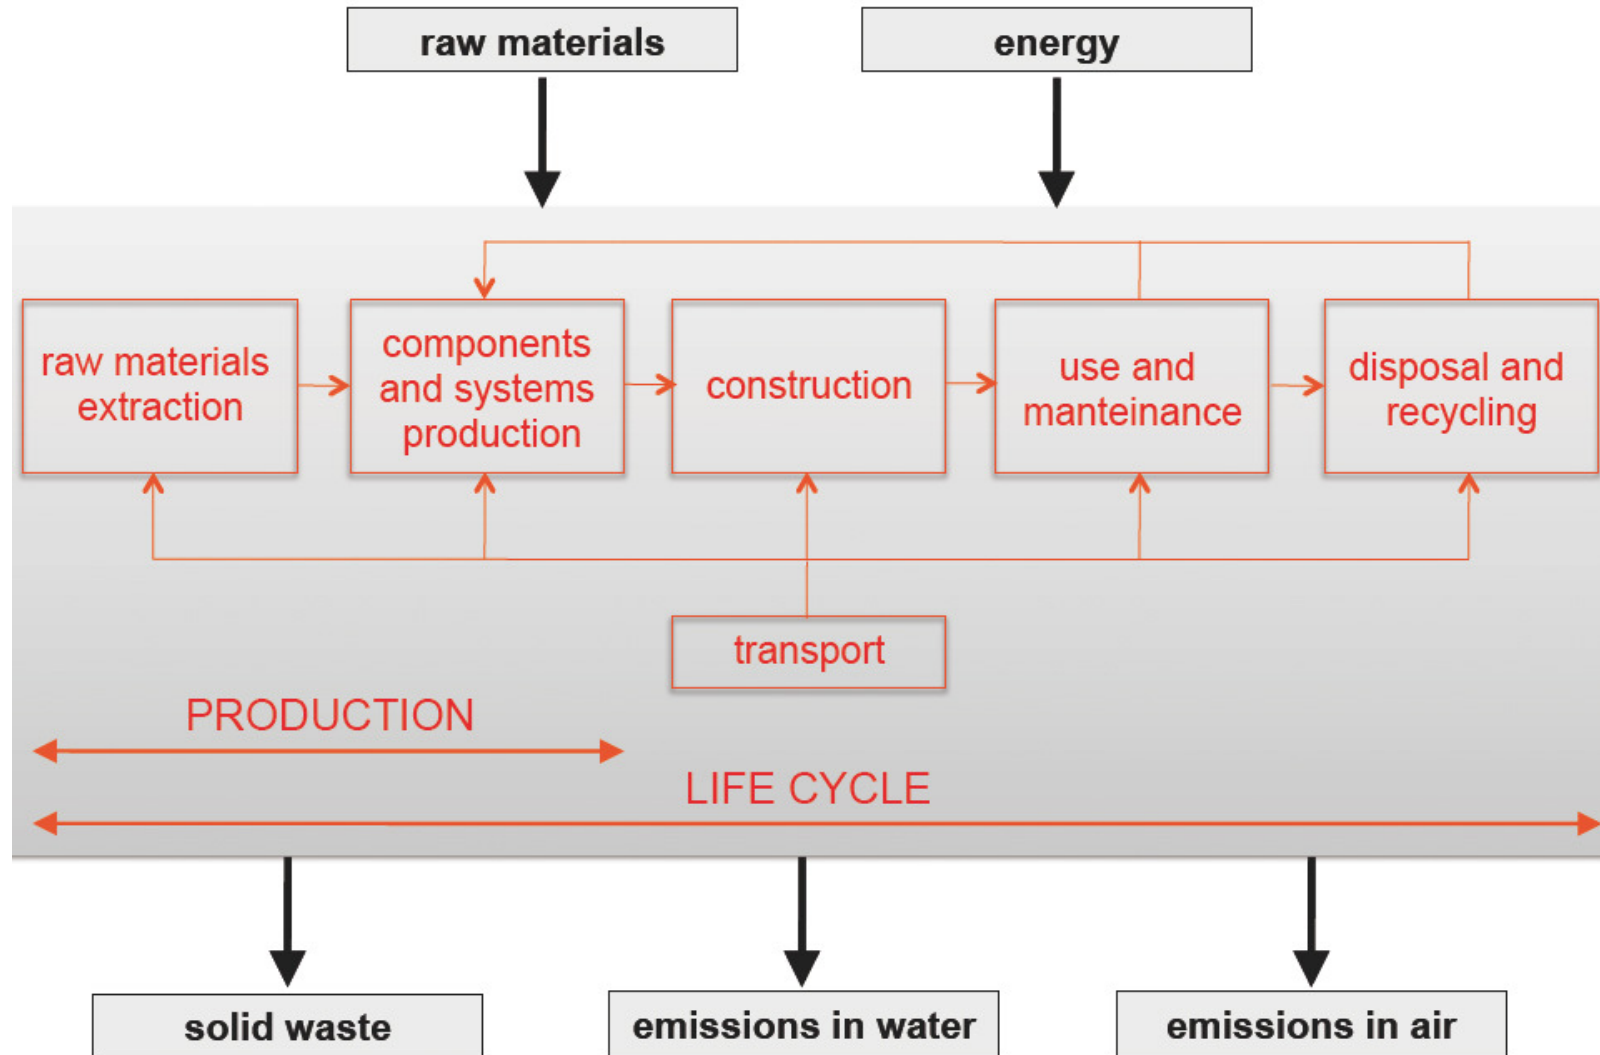 raw materials
energy
raw materials
extraction
components
and systems
production
construction
use and
manteinance
disposal and
recycling
transport
PRODUCTION
LIFE CYCLE
solid waste
emissions in water
emissions in air